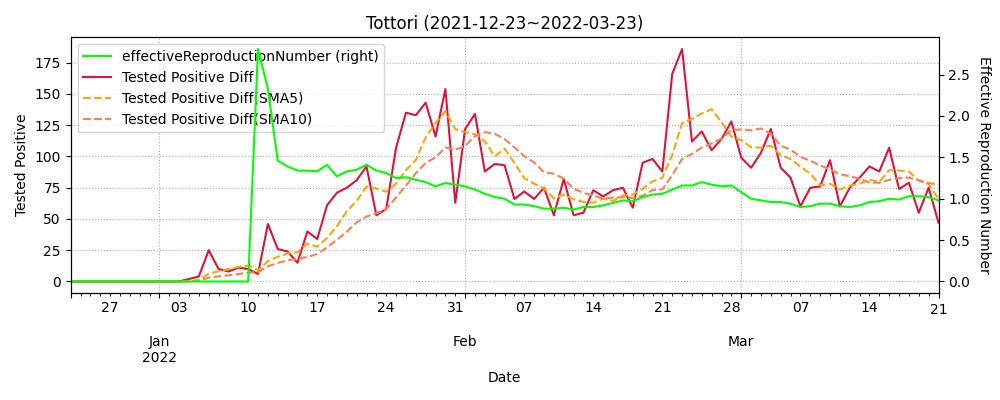 Tottori (2021-12-23~2022-03-23)
effectiveReproductionNumber (right)
Tested Positive Diff
Tested Positive Diff(SMA5)
Tested Positive Diff(SMA10)
175
150
125
100
75
50
25
0
Tested Positive
2.5
2.0
1.5
1.0
0.5
0.0
Effective Reproduction Number
27 03 10 17 24 31 07 14 21 28 07 14 21
Jan Feb Mar
2022
Date